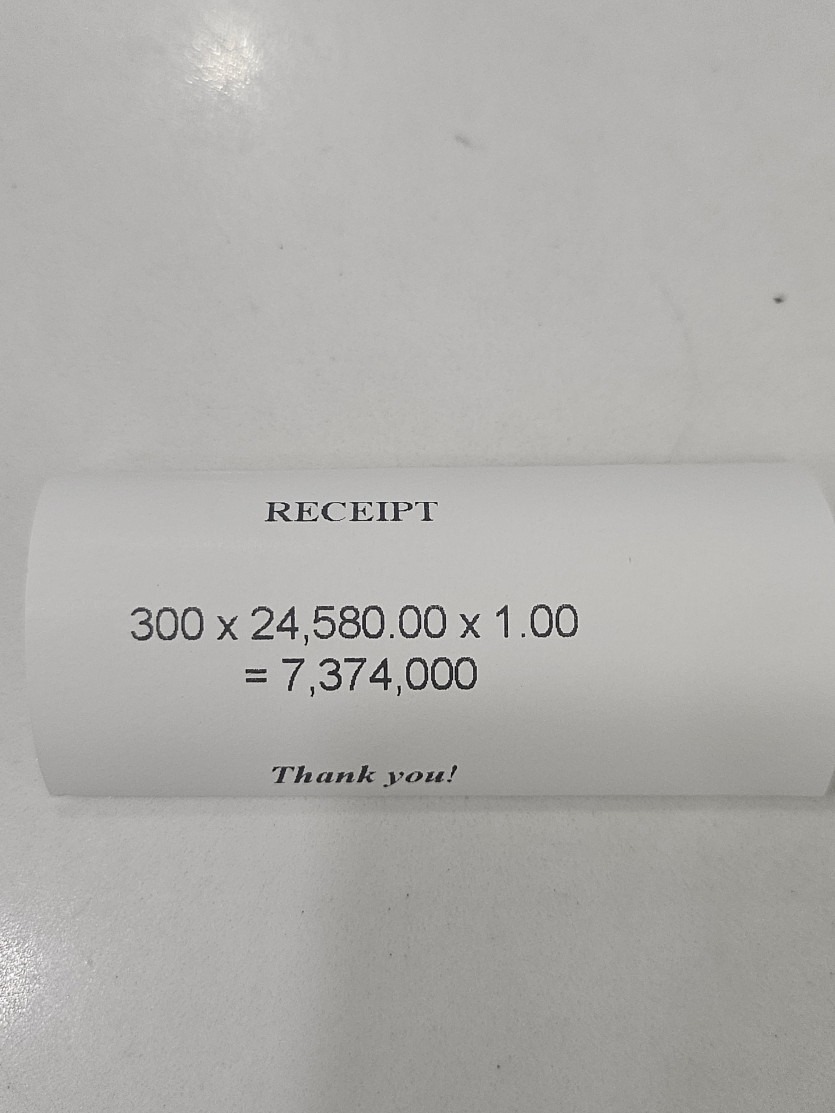 RECEIPT
300 x 24,580.00 x 1.00
= 7,374,000
Thank you!